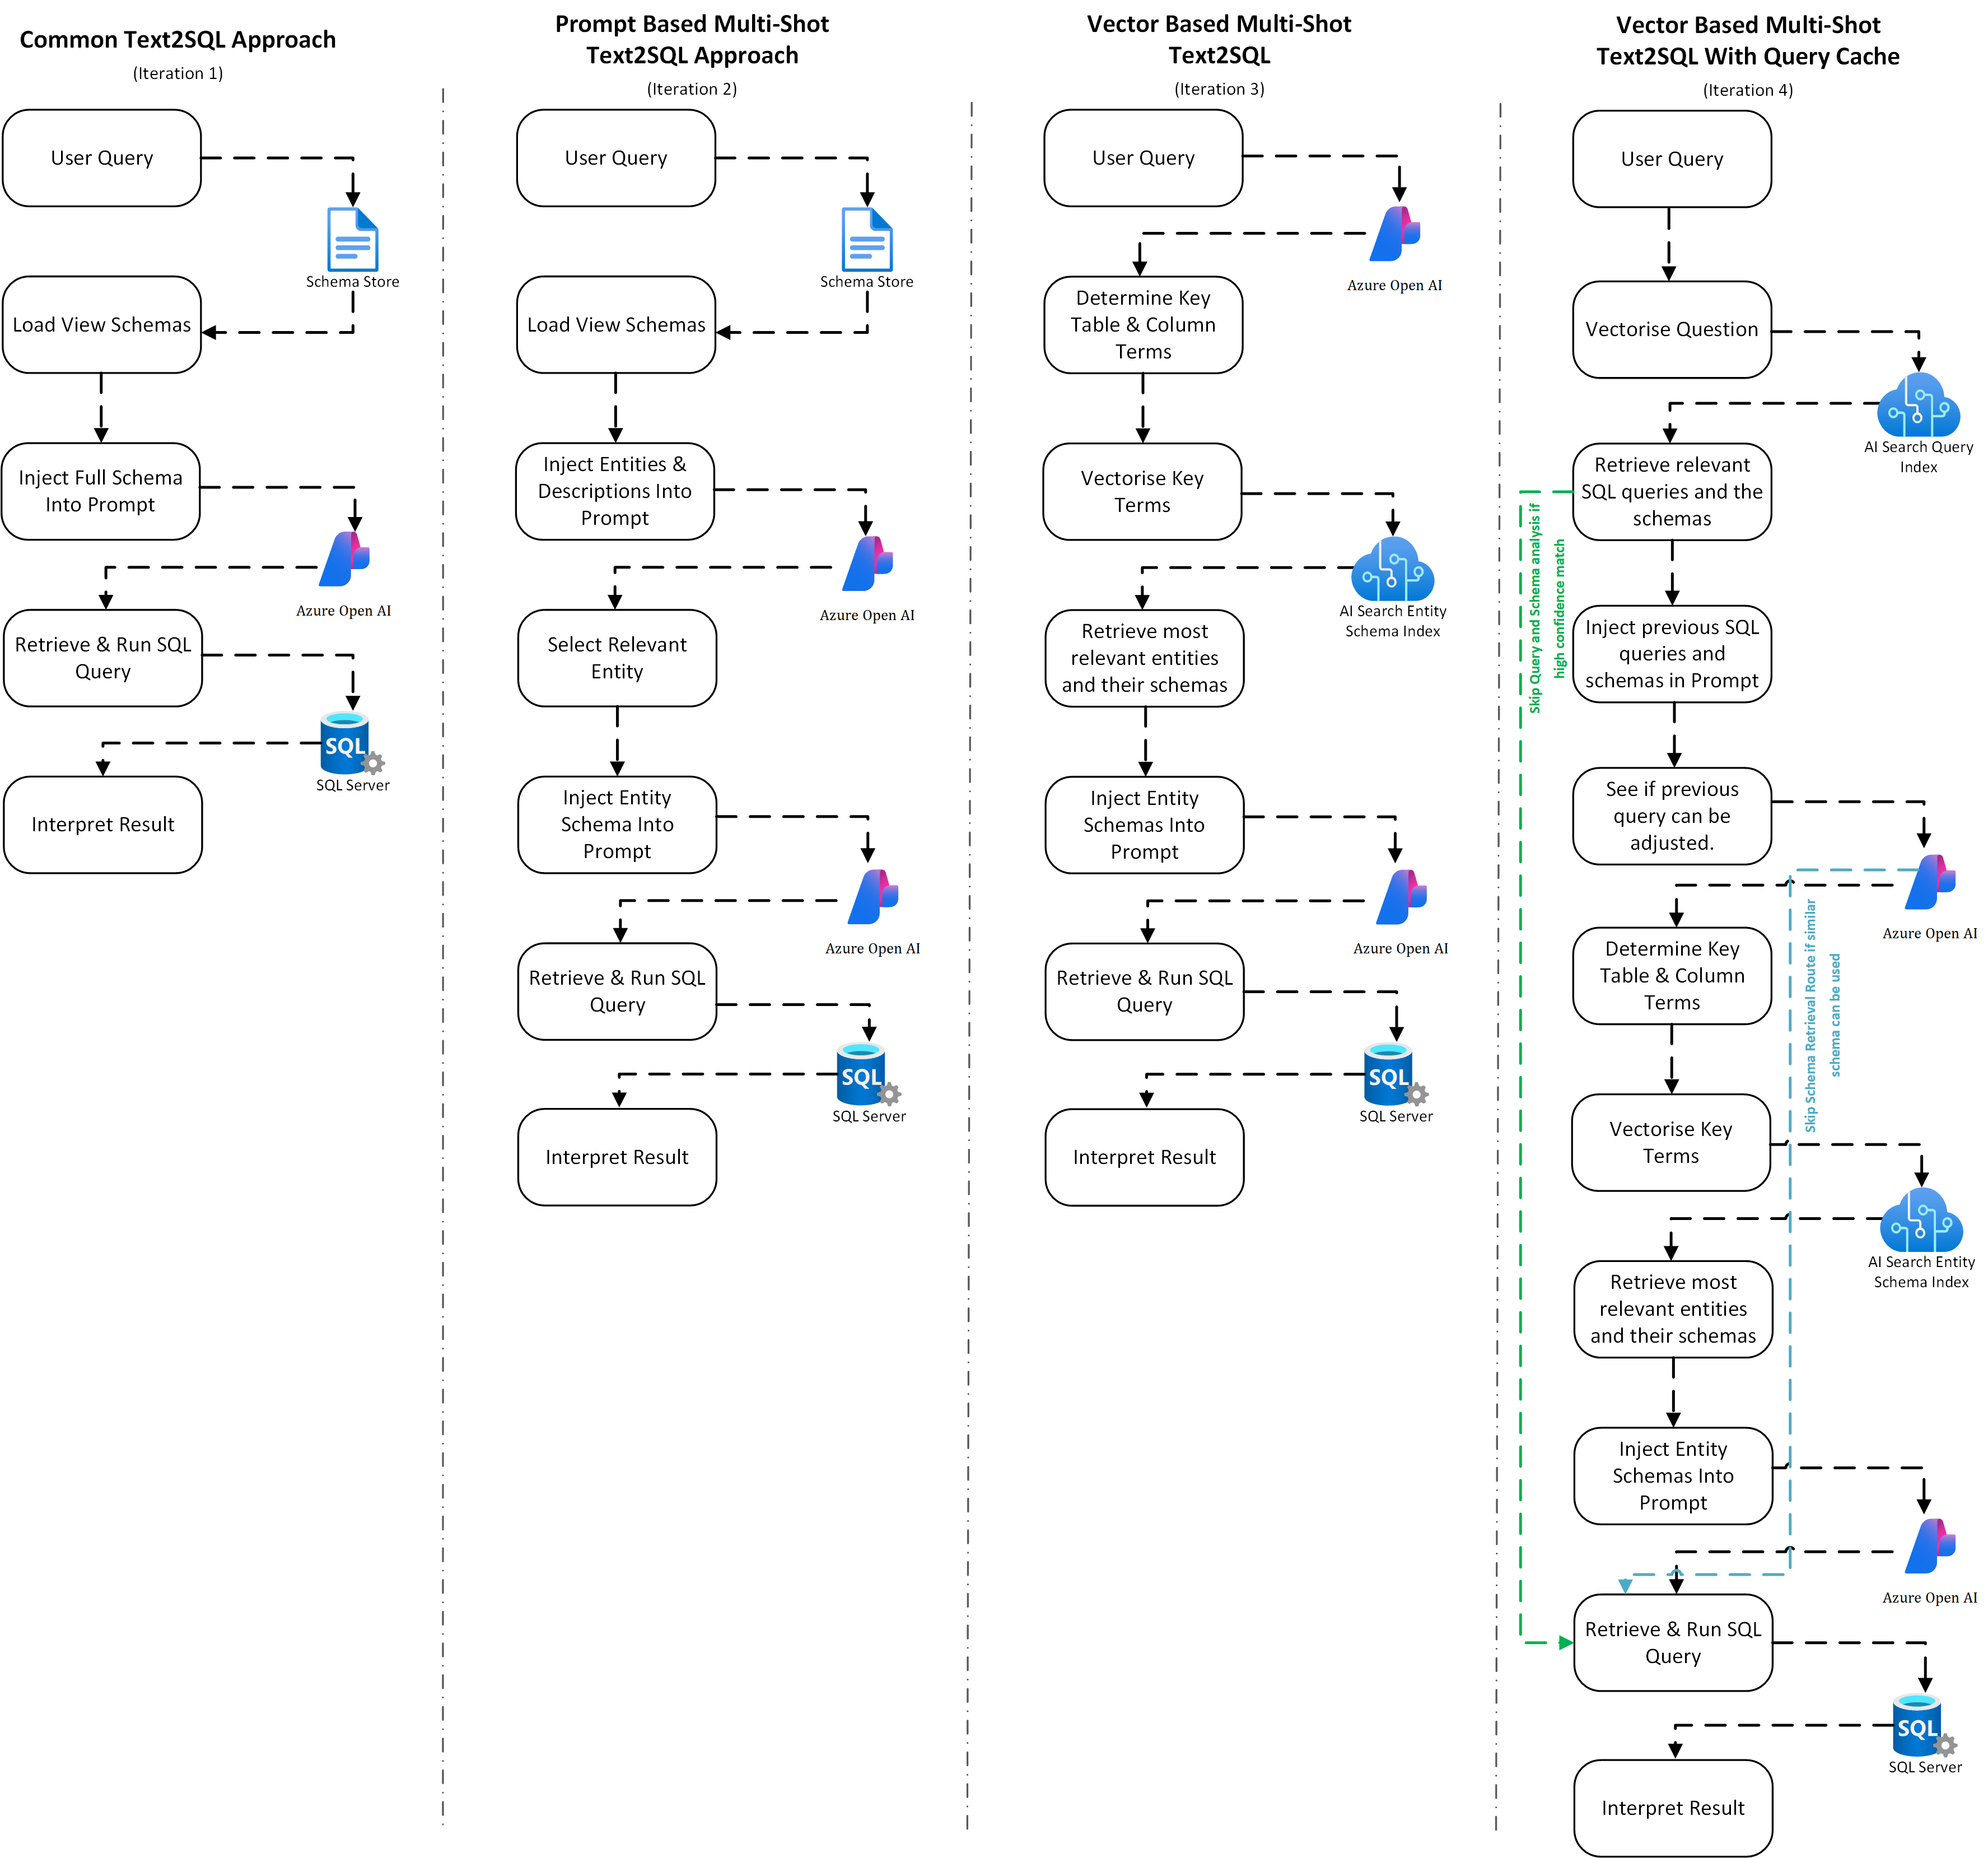 Common Text2SQL Approach
(Iteration 1)
User Query
Schema Store
Load View Schemas
Inject Full Schema
Into Prompt
Azure Open AI
Retrieve & Run SQL
Query
SQL
SQL Server
Interpret Result
Prompt Based Multi-Shot
Text2SQL Approach
(Iteration 2)
User Query
Schema Store
Load View Schemas
Inject Entities &
Descriptions Into
Prompt
Azure Open AI
Select Relevant
Entity
Inject Entity
Schema Into
Prompt
Azure Open AI
Retrieve & Run SQL
Query
SQL
SQL Server
Interpret Result
Vector Based Multi-Shot
Text2SQL
(Iteration 3)
User Query
Azure Open AI
Determine Key
Table & Column
Terms
Vectorise Key
Terms
AI Search Entity
Schema Index
Retrieve most
relevant entities
and their schemas
Inject Entity
Schemas Into
Prompt
Azure Open AI
Retrieve & Run SQL
Query
SQL
SQL Server
Interpret Result
Vector Based Multi-Shot
Text2SQL With Query Cache
(Iteration 4)
User Query
Vectorise Question
AI Search Query
Index
Retrieve relevant
SQL queries and the
schemas
Skip Query and Schema analysis if
high confidence match
Inject previous SQL
queries and
schemas in Prompt
See if previous
query can be
adjusted.
Azure Open AI
Skip Schema Retrieval Route if similar
schema can be used
Determine Key
Table & Column
Terms
Vectorise Key
Terms
AI Search Entity
Schema Index
Retrieve most
relevant entities
and their schemas
Inject Entity
Schemas Into
Prompt
Azure Open AI
Retrieve & Run SQL
Query
SQL
SQL Server
Interpret Result